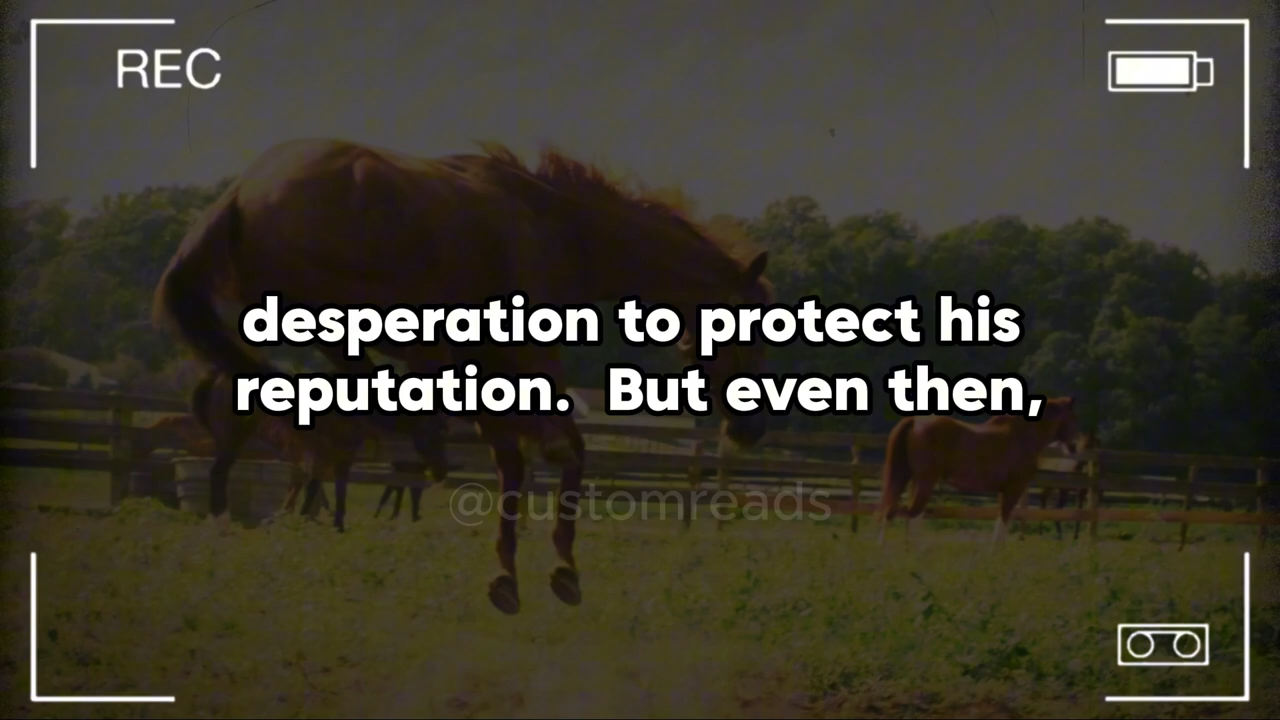 REC
desperation to protect his
reputation. But even then,
@customreads